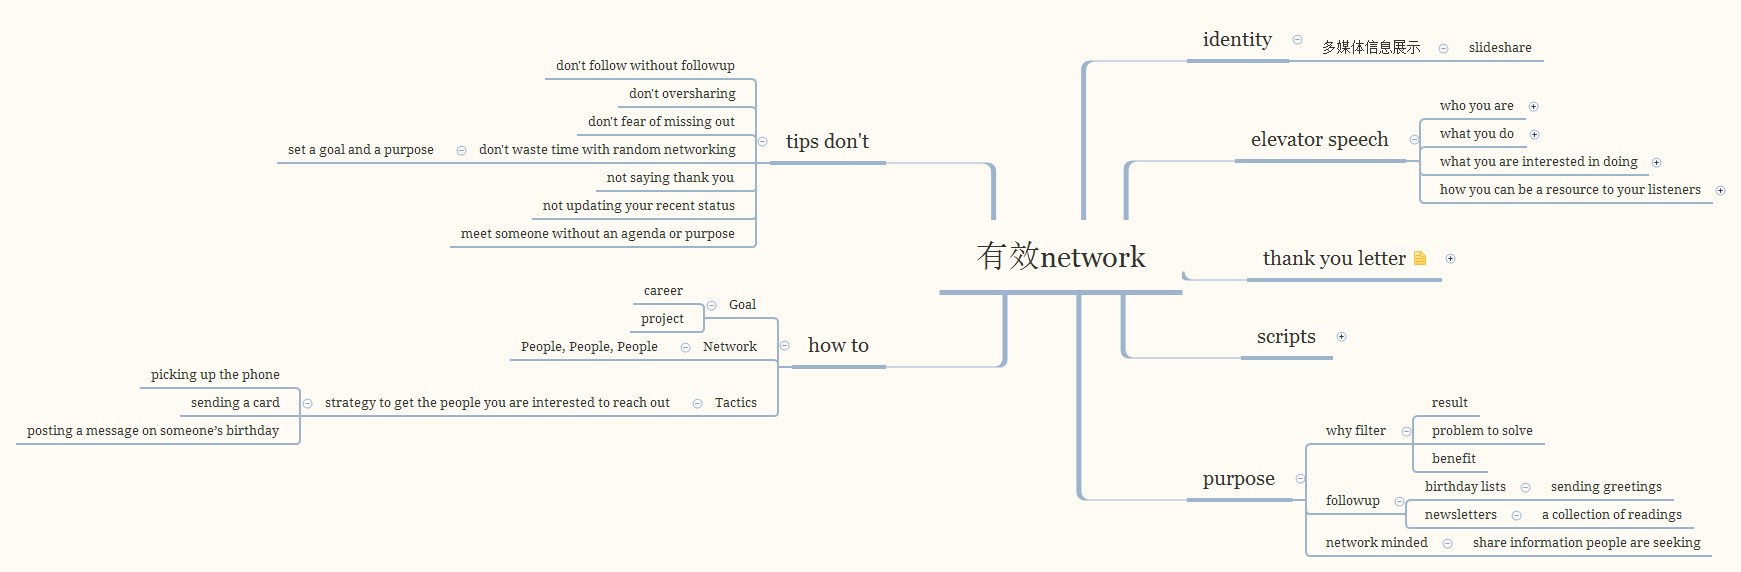 有效network
identity
多媒体信息展示
slideshare
elevator speech
who you are
what you do
what you are interested in doing
how you can be a resource to your listeners
thank you letter
scripts
purpose
why filter
result
problem to solve
benefit
followup
birthday lists
sending greetings
newsletters
a collection of readings
network minded
share information people are seeking
tips don't
don't follow without followup
don't oversharing
don't fear of missing out
don't waste time with random networking
set a goal and a purpose
not saying thank you
not updating your recent status
meet someone without an agenda or purpose
how to
Goal
career
project
Network
People, People, People
Tactics
strategy to get the people you are interested to reach out
picking up the phone
sending a card
posting a message on someone’s birthday